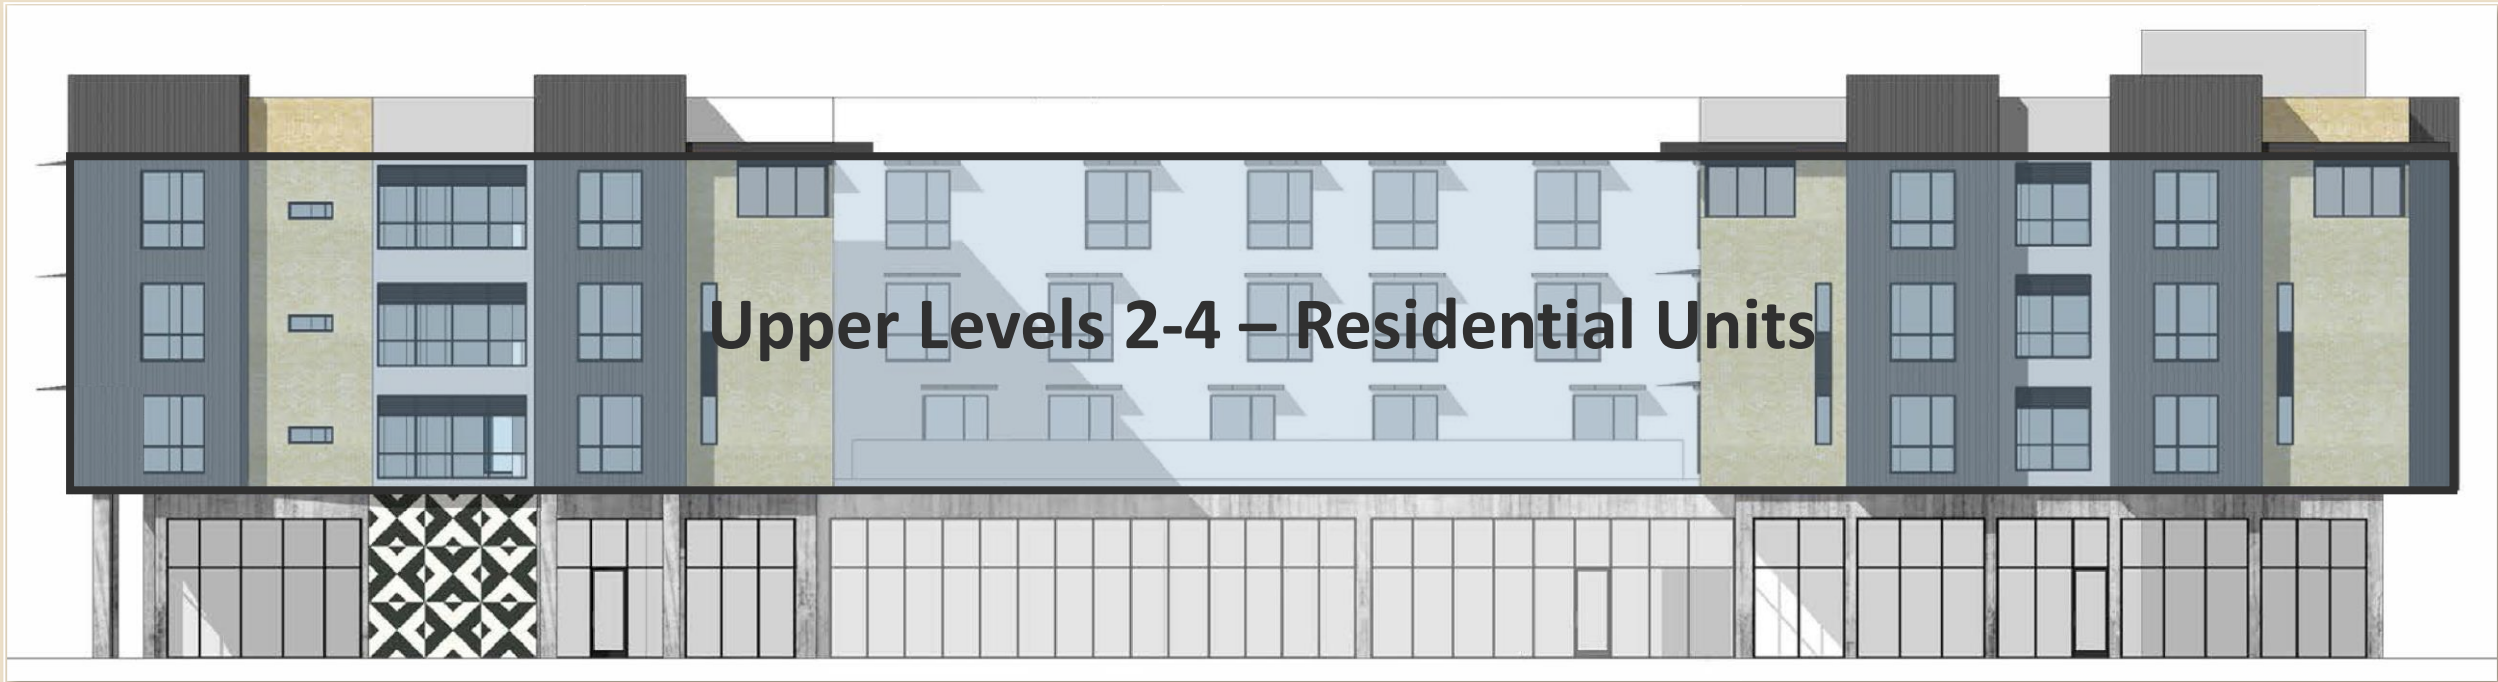 Upper Levels 2-4 – Residential Units